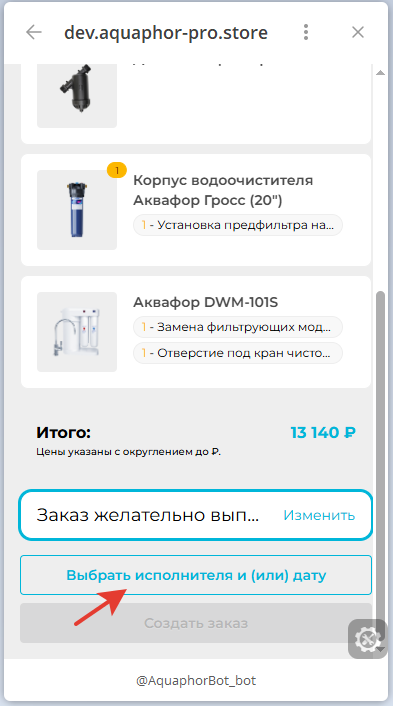 dev.aquaphor-pro.store
1
Корпус водоочистителя
Аквафор Гросс (20")
1 - Установка предфильтра на...
Аквафор DWM-101S
1 - Замена фильтрующих мод...
1 - Отверстие под кран чисто...
Итого:
13 140 ₽
Цены указаны с округлением до ₽.
Заказ желательно вып...
Изменить
Выбрать исполнителя и (или) дату
Создать заказ
@AquaphorBot_bot